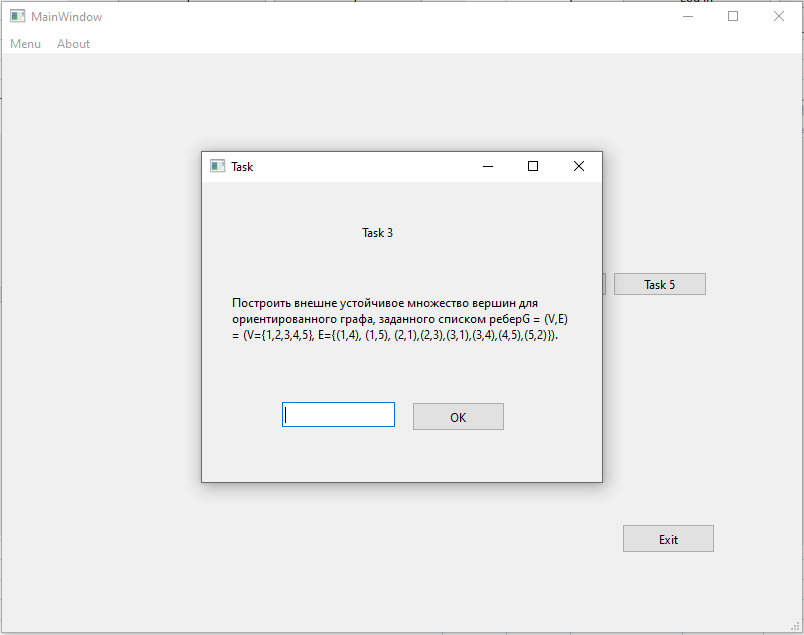 MainWindow
Menu About
Task
Task 3
Построить внешне устойчивое множество вершин для
ориентированного графа, заданного списком реберG = (V,E)
= (V={1,2,3,4,5}, E={(1,4), (1,5), (2,1),(2,3),(3,1),(3,4),(4,5),(5,2)}).
OK
Task 5
Exit